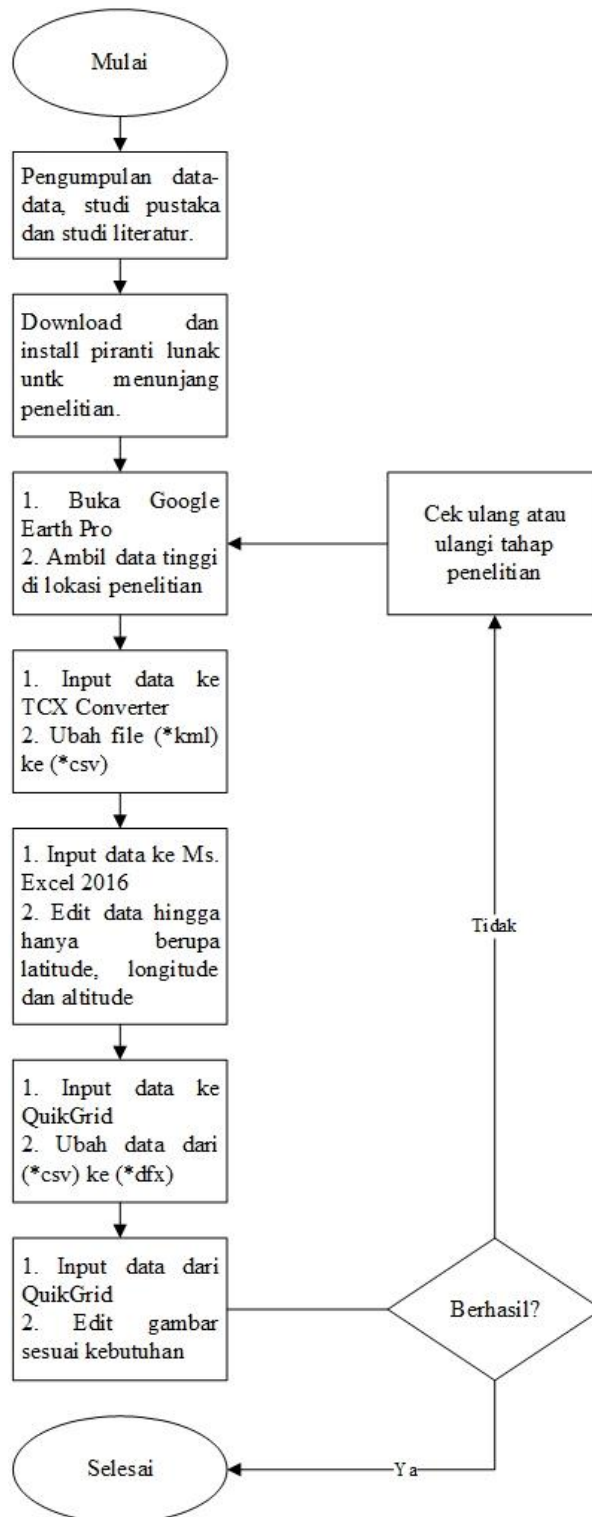 Mulai
Pengumpulan data-
data, studi pustaka
dan studi literatur.
Download dan
install piranti lunak
untk menunjang
penelitian.
1. Buka Google
Earth Pro
2. Ambil data tinggi
di lokasi penelitian
Cek ulang atau
ulangi tahap
penelitian
1. Input data ke
TCX Converter
2. Ubah file (*kml)
ke (*csv)
1. Input data ke Ms.
Excel 2016
2. Edit data hingga
hanya berupa
latitude, longitude
dan altitude
Tidak
1. Input data ke
QuikGrid
2. Ubah data dari
(*csv) ke (*dfx)
1. Input data dari
QuikGrid
2. Edit gambar
sesuai kebutuhan
Berhasil?
Selesai
Ya